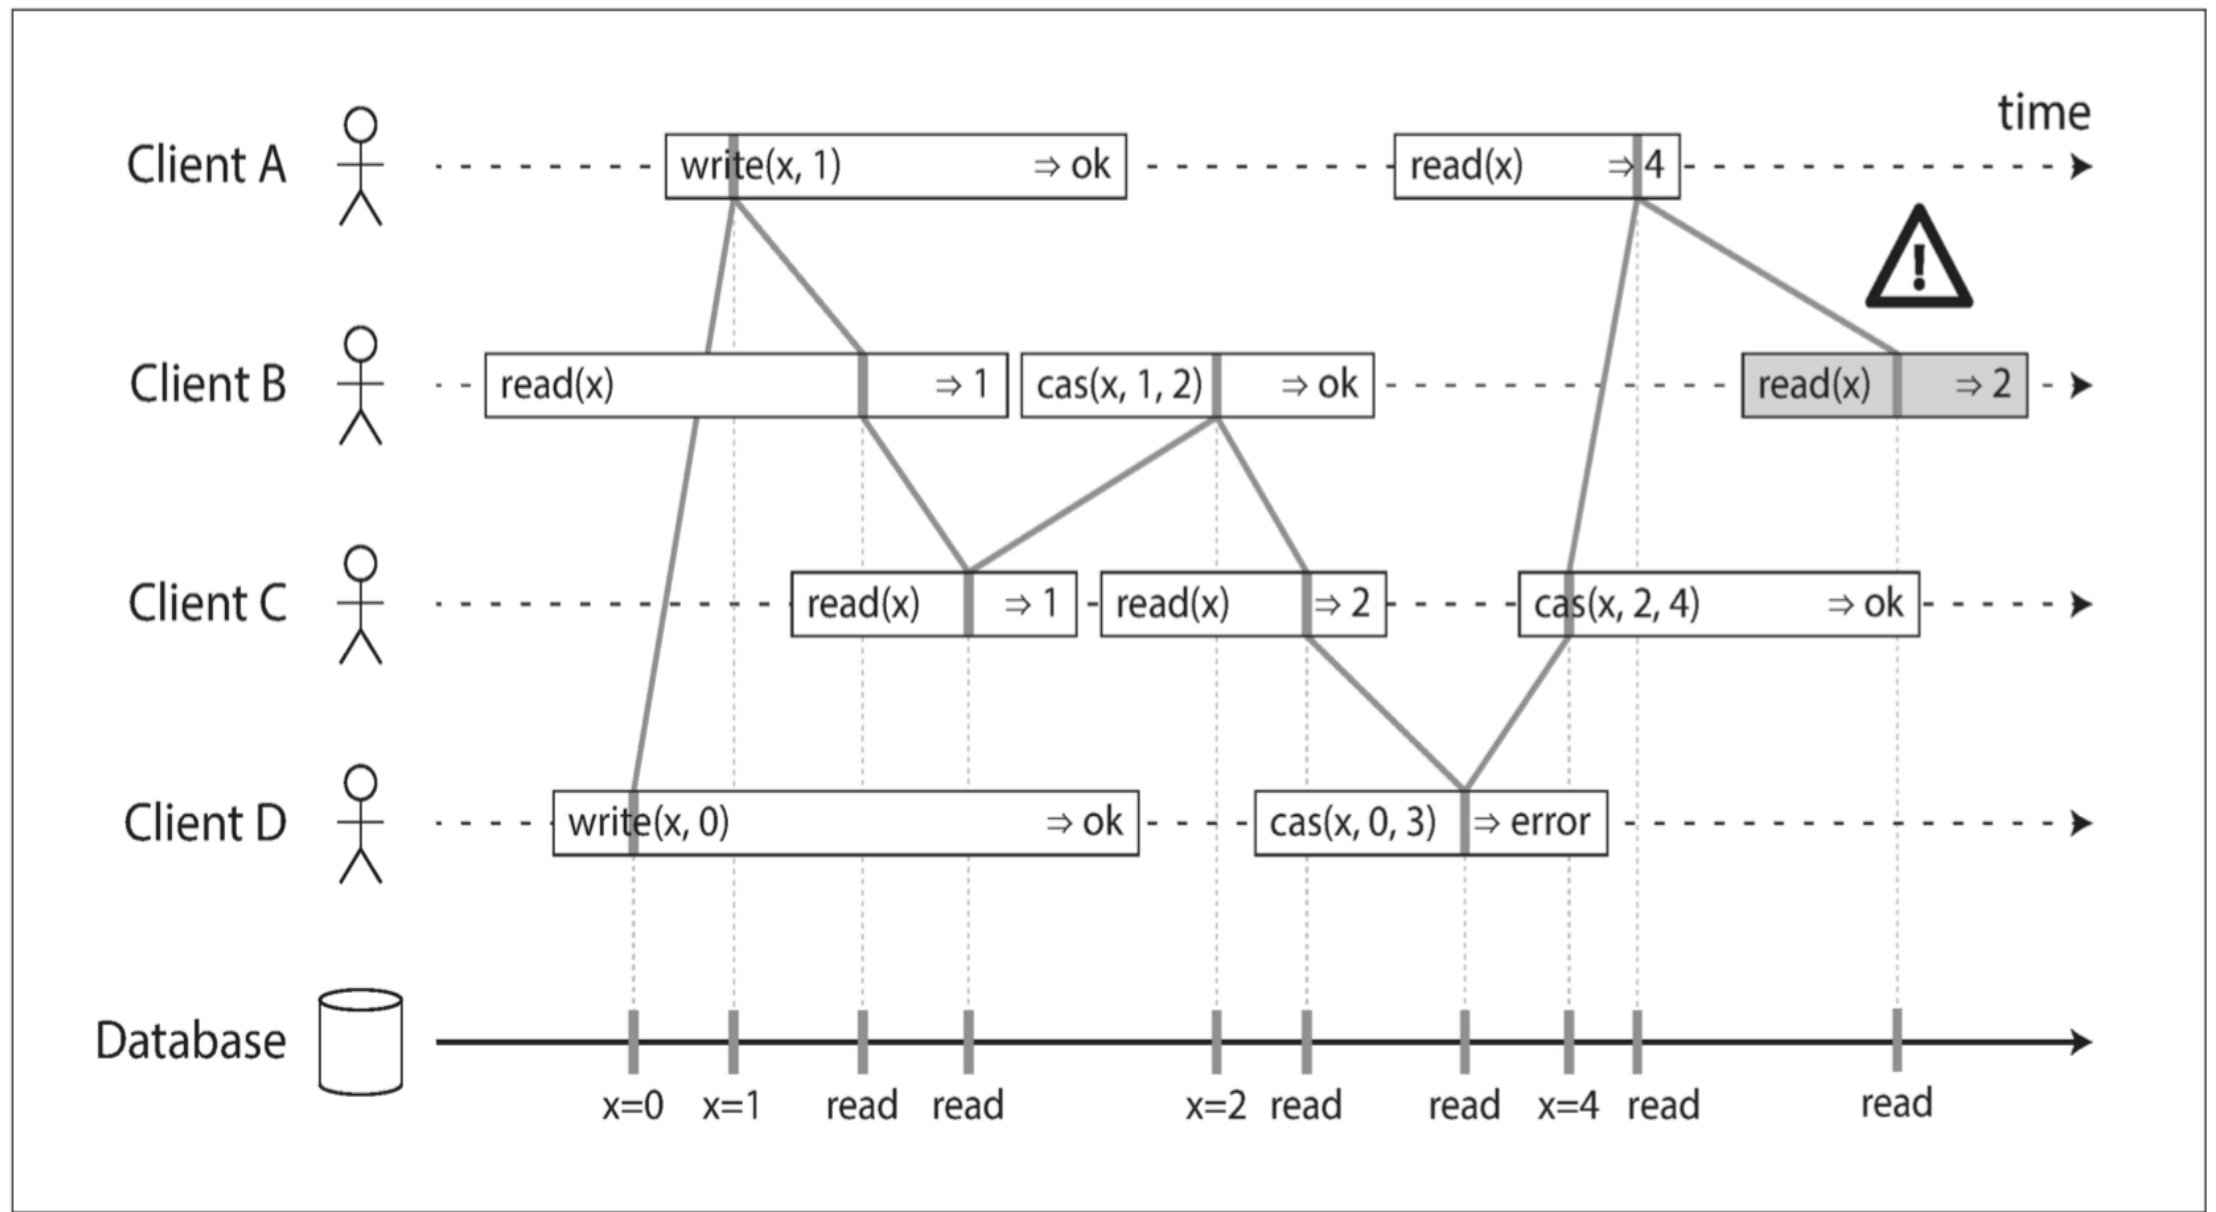 time
Client A
write(x, 1) ⇒ ok
read(x) ⇒ 4
!
Client B
read(x) ⇒ 1
cas(x, 1, 2) ⇒ ok
read(x) ⇒ 2
Client C
read(x) ⇒ 1
read(x) ⇒ 2
cas(x, 2, 4) ⇒ ok
Client D
write(x, 0) ⇒ ok
cas(x, 0, 3) ⇒ error
Database
x=0 x=1 read read x=2 read read x=4 read read